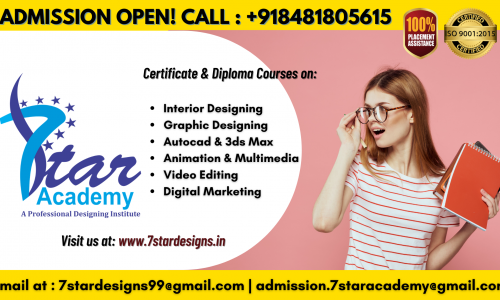 ADMISSION OPEN! CALL : +918481805615
100%
PLACEMENT
ASSISTANCE
CERTIFIED
ISO 9001:2015
CERTIFIED
Certificate & Diploma Courses on:
• Interior Designing
• Graphic Designing
• Autocad & 3ds Max
• Animation & Multimedia
• Video Editing
• Digital Marketing
7star
Academy
A Professional Designing Institute
Visit us at: www.7stardesigns.in
mail at : 7stardesigns99@gmail.com | admission.7staracademy@gmail.co